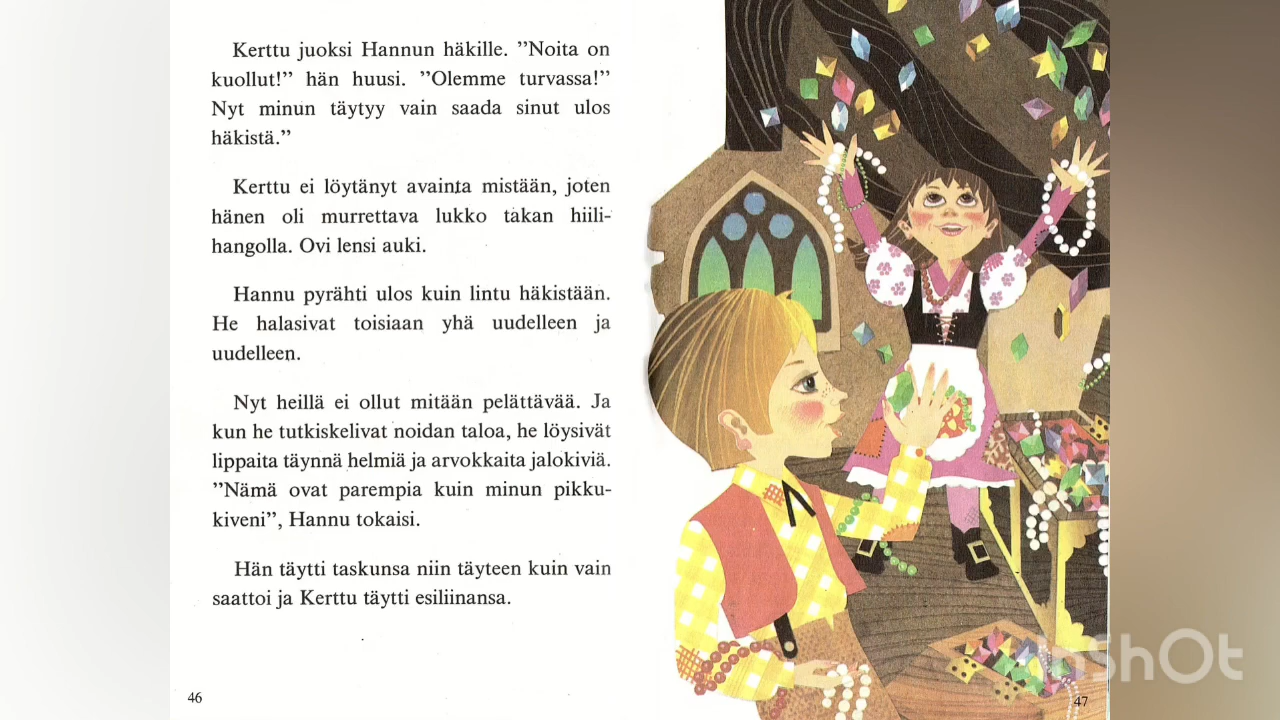 Kerttu juoksi Hannun häkille. ”Noita on
kuollut!” hän huusi. ”Olemme turvassa!”
Nyt minun täytyy vain saada sinut ulos
häkistä.”
Kerttu ei löytänyt avainta mistään, joten
hänen oli murrettava lukko takan hiili-
hangolla. Ovi lensi auki.
Hannu pyrähti ulos kuin lintu häkistään.
He halasivat toisiaan yhä uudelleen ja
uudelleen.
Nyt heillä ei ollut mitään pelättävää. Ja
kun he tutkiskelivat noidan taloa, he löysivät
lippaita täynnä helmiä ja arvokkaita jalokiviä.
”Nämä ovat parempia kuin minun pikku-
kiveni”, Hannu tokaisi.
Hän täytti taskunsa niin täyteen kuin vain
saattoi ja Kerttu täytti esiliinansa.
46
47
InShOt